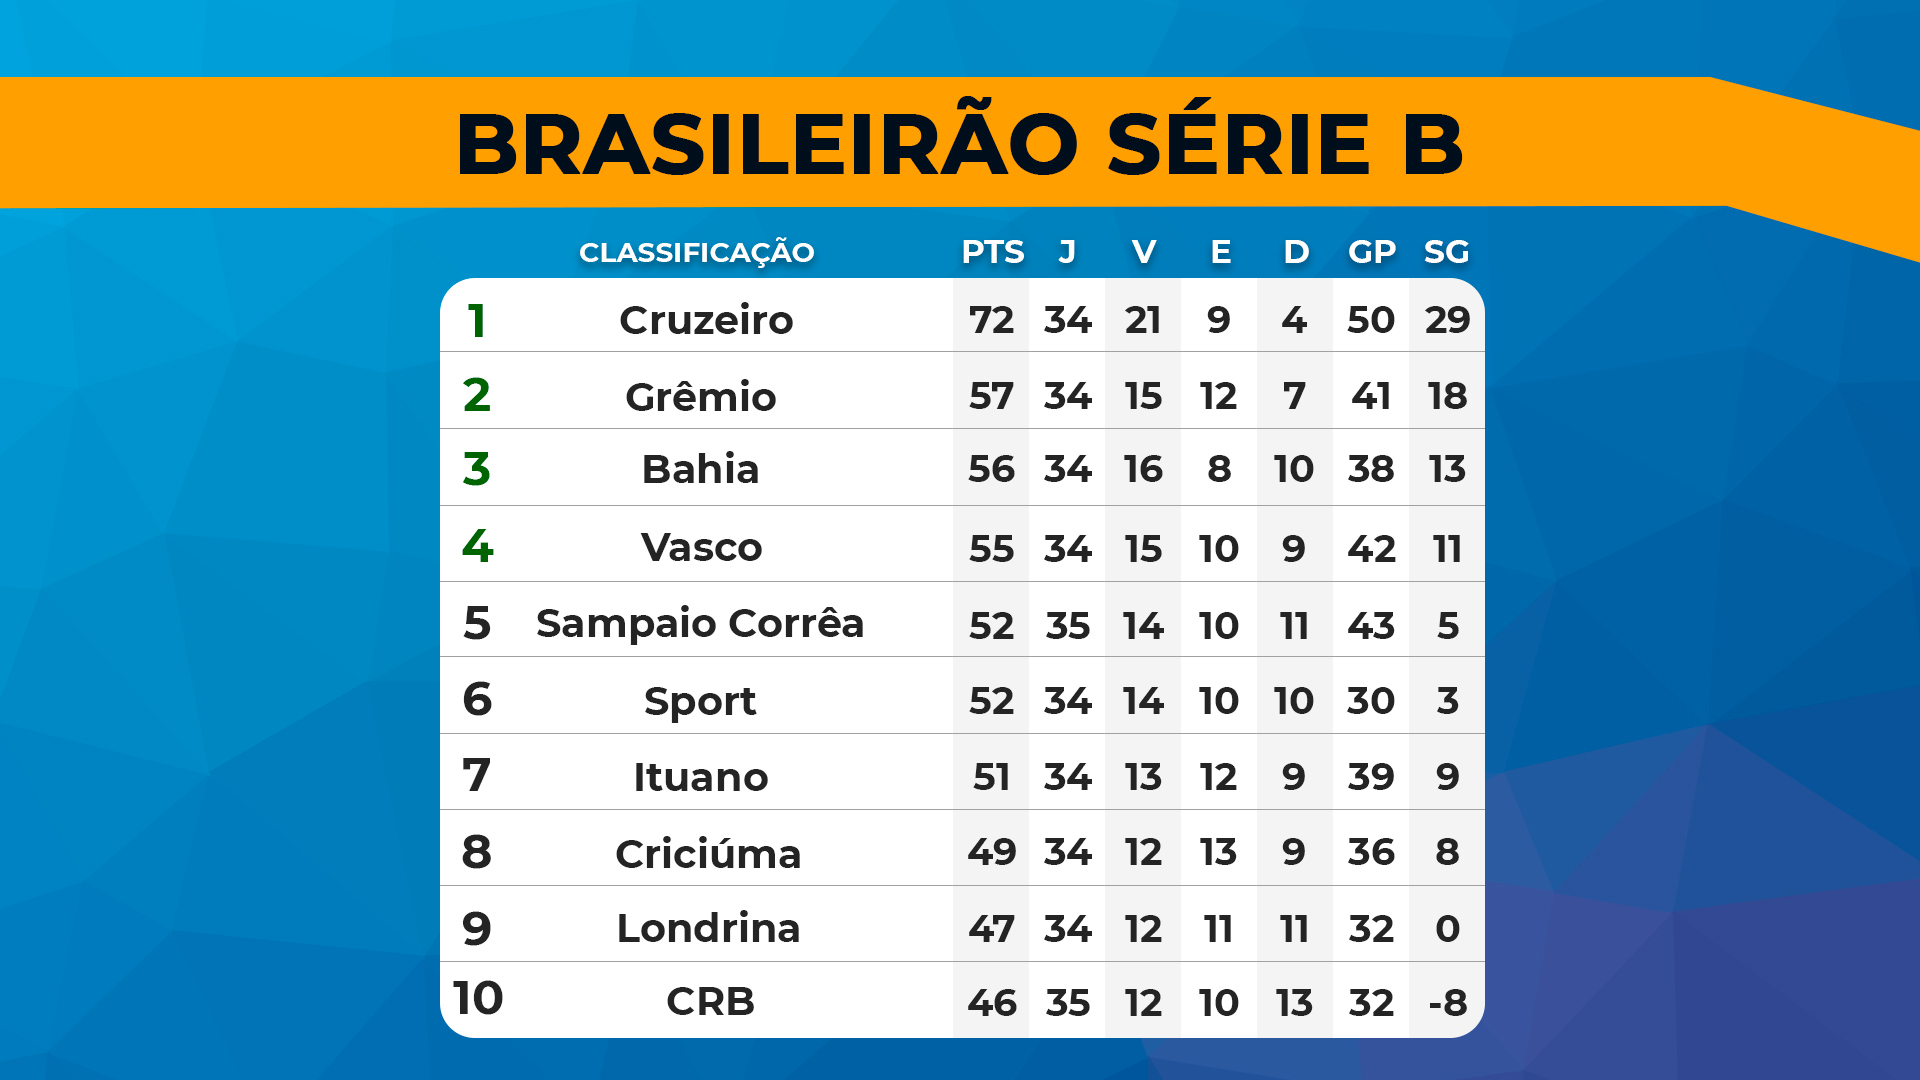 BRASILEIRÃO SÉRIE B
CLASSIFICAÇÃO PTS J V E D GP SG
1 Cruzeiro 72 34 21 9 4 50 29
2 Grêmio 57 34 15 12 7 41 18
3 Bahia 56 34 16 8 10 38 13
4 Vasco 55 34 15 10 9 42 11
5 Sampaio Corrêa 52 35 14 10 11 43 5
6 Sport 52 34 14 10 10 30 3
7 Ituano 51 34 13 12 9 39 9
8 Criciúma 49 34 12 13 9 36 8
9 Londrina 47 34 12 11 11 32 0
10 CRB 46 35 12 10 13 32 -8